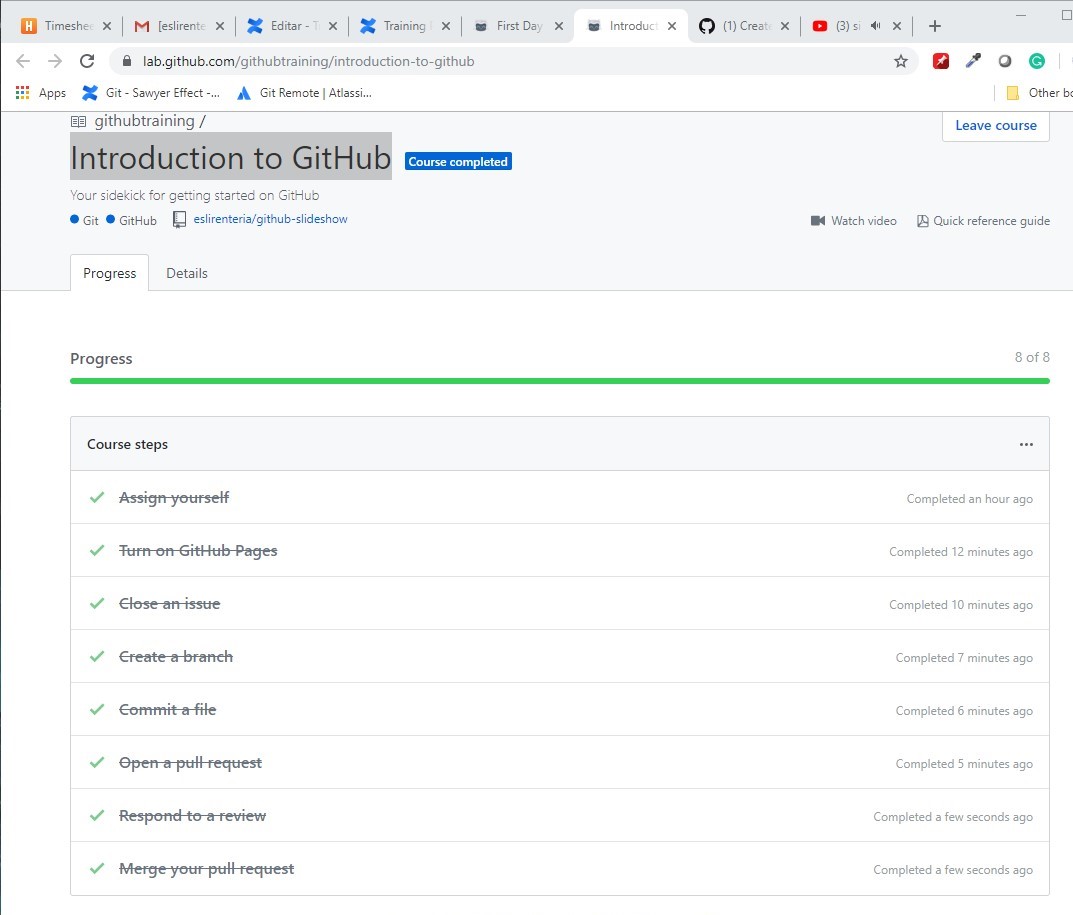 H Timeshee
[eslirente
Editar - T
Training
First Day
Introduct
(1) Create
(3) si
lab.github.com/githubtraining/introduction-to-github
Apps
Git - Sawyer Effect -...
Git Remote | Atlassi...
Other bo
githubtraining /
Leave course
Introduction to GitHub
Course completed
Your sidekick for getting started on GitHub
Git GitHub eslirenteria/github-slideshow
Watch video
Quick reference guide
Progress
Details
Progress
8 of 8
Course steps
Assign yourself
Completed an hour ago
Turn on GitHub Pages
Completed 12 minutes ago
Close an issue
Completed 10 minutes ago
Create a branch
Completed 7 minutes ago
Commit a file
Completed 6 minutes ago
Open a pull request
Completed 5 minutes ago
Respond to a review
Completed a few seconds ago
Merge your pull request
Completed a few seconds ago